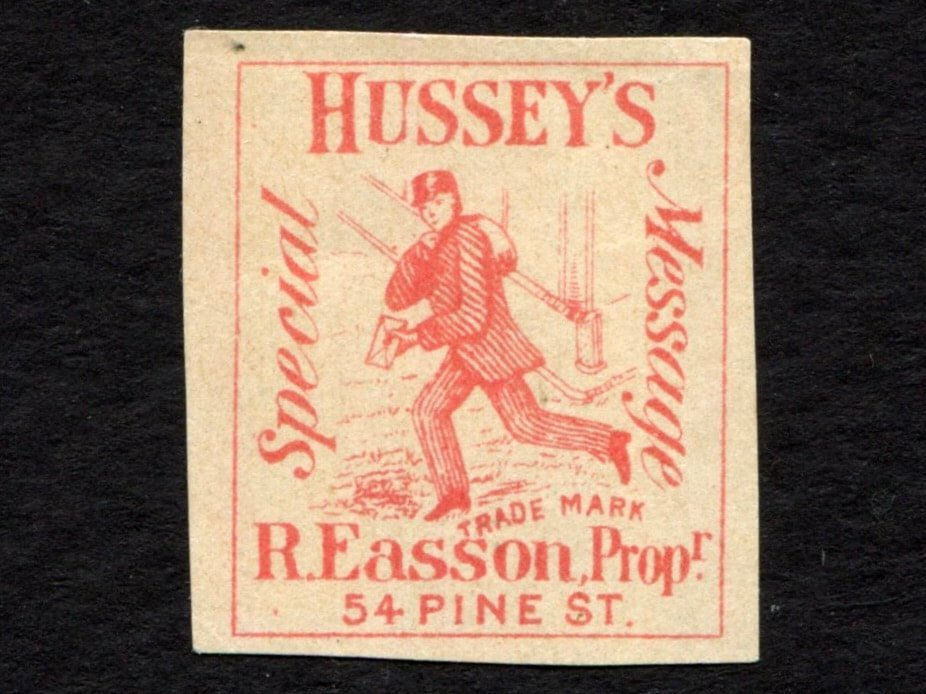 HUSSEY'S
Special
Message
TRADE MARK
R.Easson, Propr.
54 PINE ST.